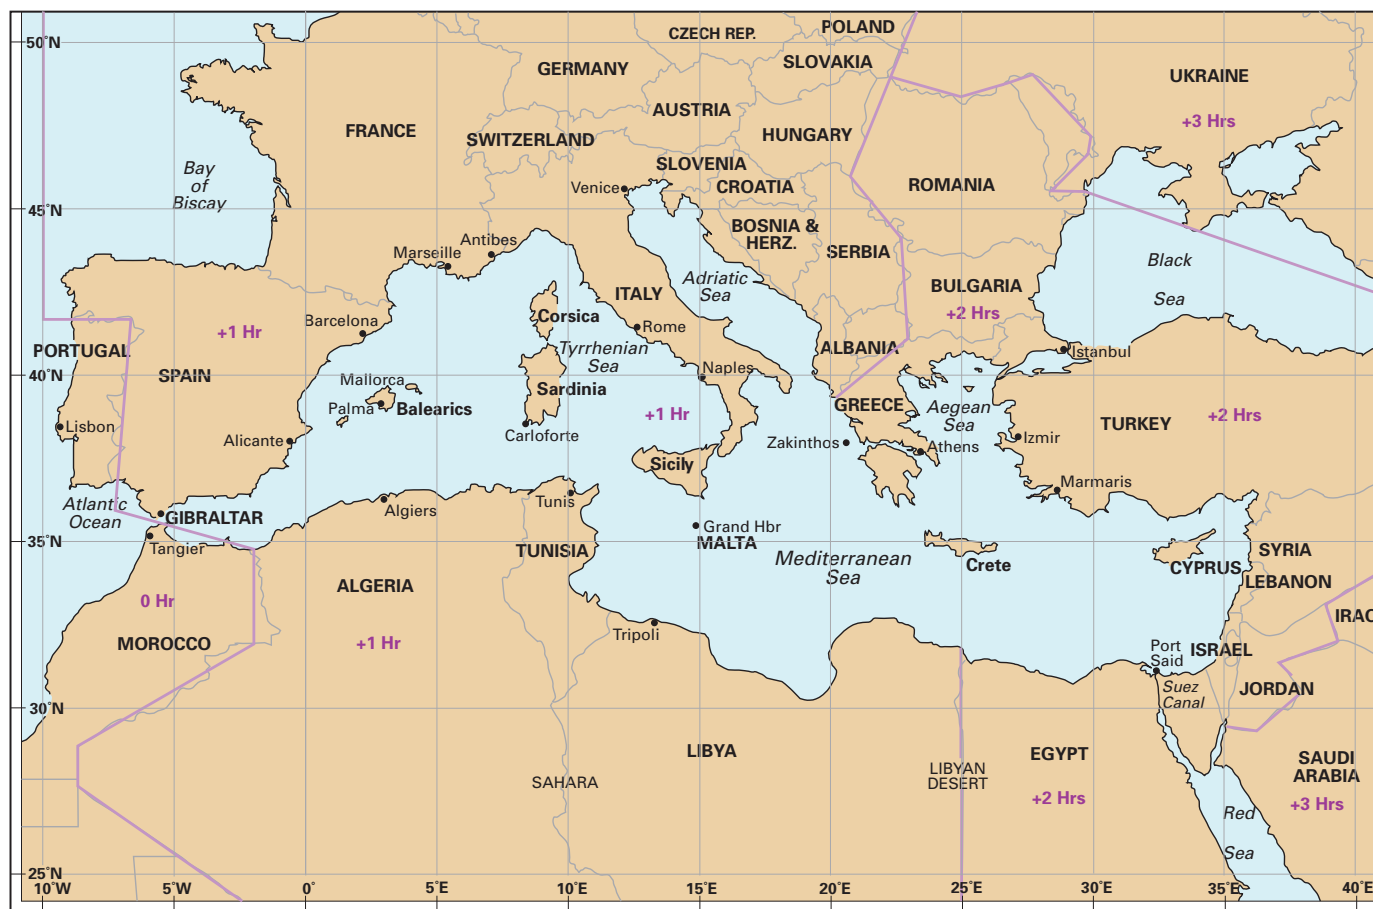 CZECH REP.
POLAND
50°N
GERMANY
SLOVAKIA
UKRAINE
AUSTRIA
+3 Hrs
FRANCE
SWITZERLAND
HUNGARY
Bay
of
Biscay
SLOVENIA
Venice
CROATIA
ROMANIA
45°N
BOSNIA &
HERZ.
Antibes
Marseille
SERBIA
Black
Sea
Adriatic
Sea
ITALY
BULGARIA
+2 Hrs
Corsica
Barcelona
+1 Hr
Rome
PORTUGAL
Tyrrhenian
Sea
ALBANIA
Istanbul
40°N
SPAIN
Naples
Mallorca
Palma
Balearics
Sardinia
+1 Hr
GREECE
Aegean
Sea
TURKEY
+2 Hrs
Lisbon
Alicante
Carloforte
Zakinthos
Athens
Izmir
Sicily
Marmaris
Atlantic
Ocean
GIBRALTAR
Algiers
Tunis
Grand Hbr
MALTA
35°N
Tangier
TUNISIA
Mediterranean
Sea
Crete
CYPRUS
SYRIA
LEBANON
ALGERIA
0 Hr
IRAQ
MOROCCO
+1 Hr
Tripoli
Port
Said
ISRAEL
Suez
Canal
JORDAN
30°N
LIBYA
EGYPT
SAHARA
LIBYAN
DESERT
SAUDI
ARABIA
+2 Hrs
+3 Hrs
Red
Sea
25°N
10°W
5°W
0°
5°E
10°E
15°E
20°E
25°E
30°E
35°E
40°E